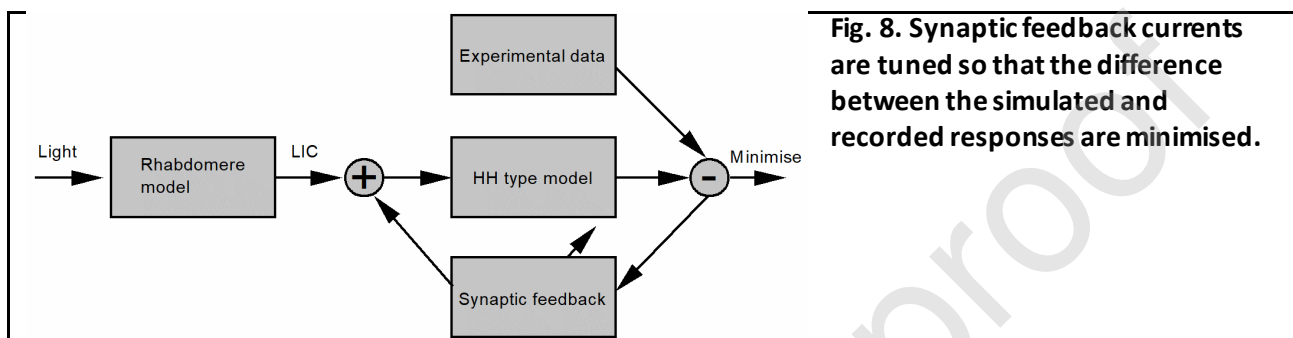 Experimental data
Light
Rhabdomere
model
LIC
+
HH type model
-
Minimise
Synaptic feedback
Fig. 8. Synaptic feedback currents
are tuned so that the difference
between the simulated and
recorded responses are minimised.
proof